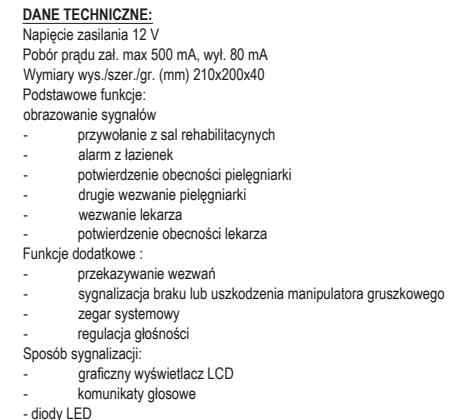 DANE TECHNICZNE:
Napięcie zasilania 12 V
Pobór prądu zał. max 500 mA, wył. 80 mA
Wymiary wys./szer./gr. (mm) 210x200x40
Podstawowe funkcje:
obrazowanie sygnałów
- przywołanie z sal rehabilitacynych
- alarm z łazienek
- potwierdzenie obecności pielęgniarki
- drugie wezwanie pielęgniarki
- wezwanie lekarza
- potwierdzenie obecności lekarza
Funkcje dodatkowe :
- przekazywanie wezwań
- sygnalizacja braku lub uszkodzenia manipulatora gruszkowego
- zegar systemowy
- regulacja głośności
Sposób sygnalizacji:
- graficzny wyświetlacz LCD
- komunikaty głosowe
- diody LED